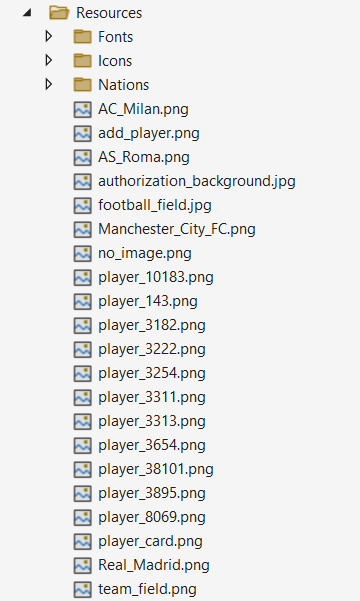 Resources
Fonts
Icons
Nations
AC_Milan.png
add_player.png
AS_Roma.png
authorization_background.jpg
football_field.jpg
Manchester_City_FC.png
no_image.png
player_10183.png
player_143.png
player_3182.png
player_3222.png
player_3254.png
player_3311.png
player_3313.png
player_3654.png
player_38101.png
player_3895.png
player_8069.png
player_card.png
Real_Madrid.png
team_field.png